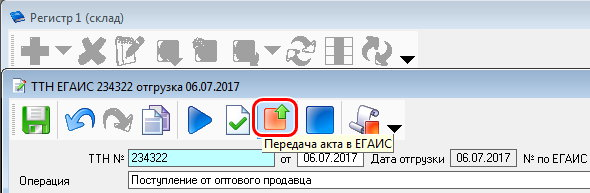 Регистр 1 (склад)
ТТН ЕГАИС 234322 отгрузка 06.07.2017
Передача акта в ЕГАИС
ТТН № 234322 от 06.07.2017 Дата отгрузки 06.07.2017 № по ЕГАИС
Операция Поступление от оптового продавца